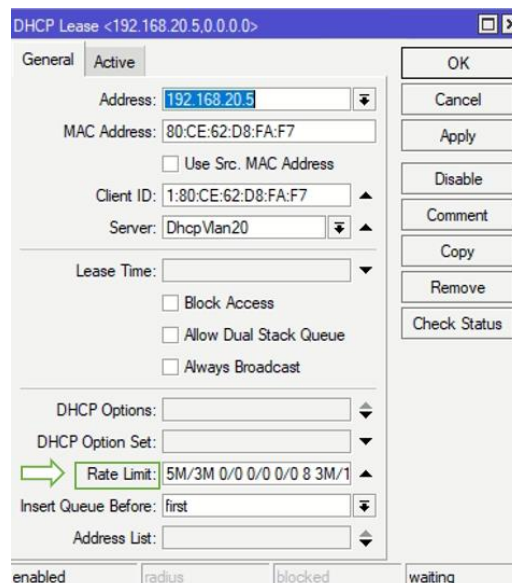 DHCP Lease <192.168.20.5,0.0.0.0>
General Active
OK
Address: 192.168.20.5
Cancel
MAC Address: 80:CE:62:D8:FA:F7
Apply
Use Src. MAC Address
Disable
Client ID: 1:80:CE:62:D8:FA:F7
Comment
Server: DhcpVlan20
Copy
Lease Time:
Remove
Block Access
Check Status
Allow Dual Stack Queue
Always Broadcast
DHCP Options:
DHCP Option Set:
Rate Limit: 5M/3M 0/0 0/0 0/0 8 3M/1
Insert Queue Before: first
Address List:
enabled radius blocked waiting